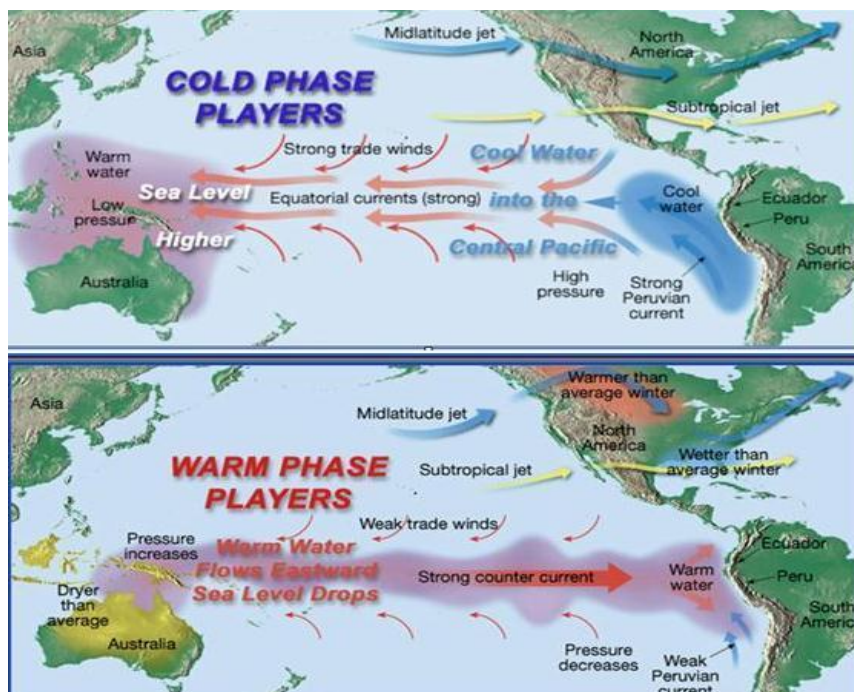 Asia
Midlatitude jet
North
America
COLD PHASE
PLAYERS
Subtropical jet
Warm
water
Strong trade winds
Cool Water
Sea Level
Equatorial currents (strong)
into the
Cool
water
Ecuador
Low
pressure
Peru
Higher
Central Pacific
South
America
Australia
High
pressure
Strong
Peruvian
current
Warmer than
average winter
Asia
Midlatitude jet
North
America
Wetter than
average winter
WARM PHASE
PLAYERS
Subtropical jet
Pressure
increases
Weak trade winds
Warm Water
Flows Eastward
Sea Level Drops
Strong counter current
Warm
water
Ecuador
Peru
Dryer
than
average
South
America
Australia
Pressure
decreases
Weak
Peruvian
current